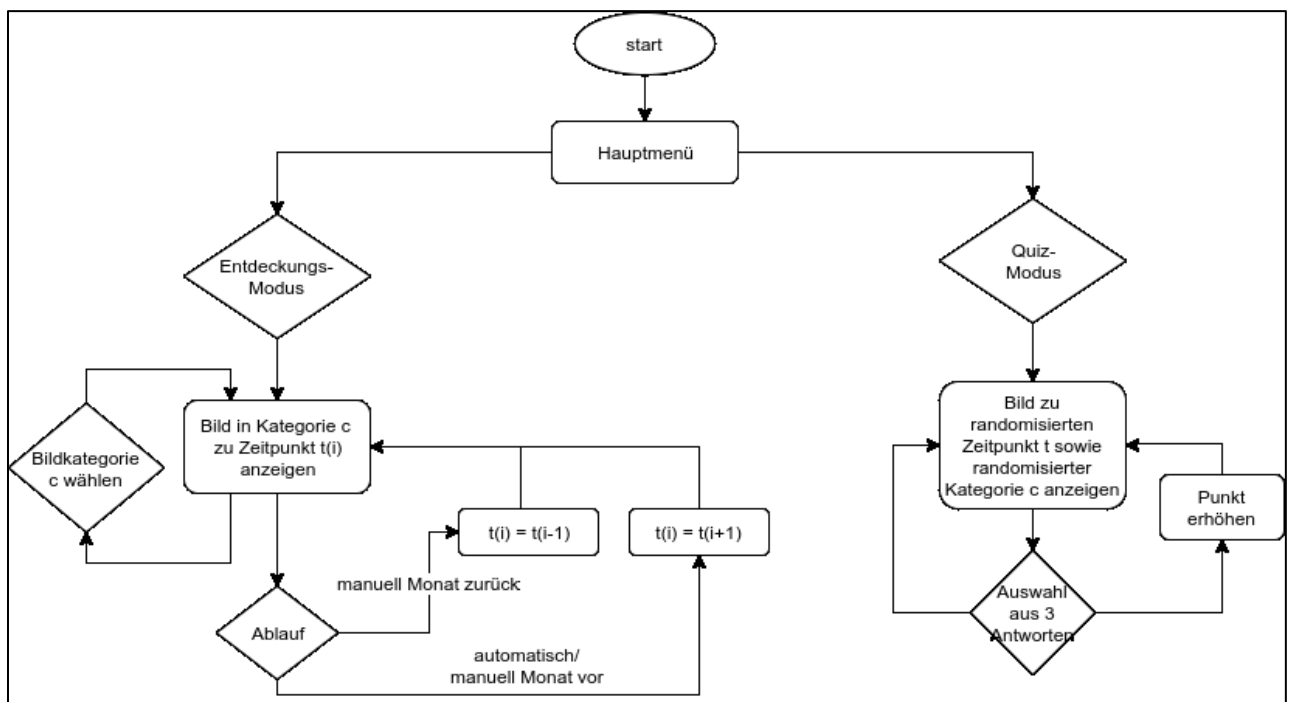 start
Hauptmenü
Entdeckungs-
Modus
Quiz-
Modus
Bildkategorie
c wählen
Bild in Kategorie c
zu Zeitpunkt t(i)
anzeigen
t(i) = t(i-1)
t(i) = t(i+1)
manuell Monat zurück
Ablauf
automatisch/
manuell Monat vor
Bild zu
randomisierten
Zeitpunkt t sowie
randomisierter
Kategorie c anzeigen
Punkt
erhöhen
Auswahl
aus 3
Antworten